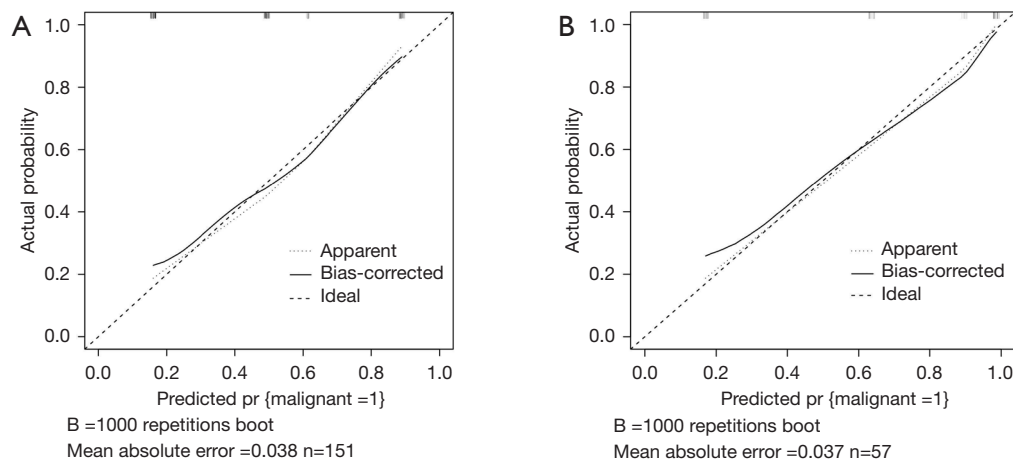 A
Actual probability
1.0
0.8
0.6
0.4
0.2
0.0
Apparent
Bias-corrected
Ideal
0.0 0.2 0.4 0.6 0.8 1.0
Predicted pr {malignant =1}
B =1000 repetitions boot
Mean absolute error =0.038 n=151
B
Actual probability
1.0
0.8
0.6
0.4
0.2
0.0
Apparent
Bias-corrected
Ideal
0.0 0.2 0.4 0.6 0.8 1.0
Predicted pr {malignant =1}
B =1000 repetitions boot
Mean absolute error =0.037 n=57